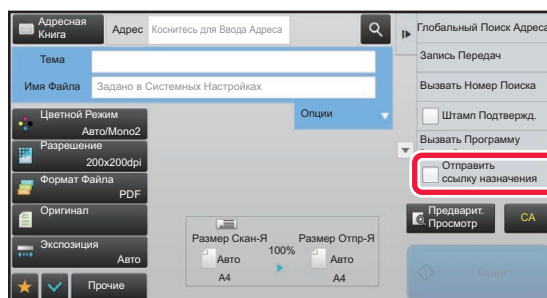 Адресная
Книга
Адрес
Коснитесь для Ввода Адреса
Тема
Имя Файла
Задано в Системных Настройках
Опции
Цветной Режим
Авто/Mono2
Разрешение
200x200dpi
Формат Файла
PDF
Оригинал
Экспозиция
Авто
Прочие
Размер Скан-Я
100%
Размер Отпр-Я
Авто
Авто
A4
A4
Глобальный Поиск Адреса
Запись Передач
Вызвать Номер Поиска
Штамп Подтвержд.
Вызвать Программу
Отправить
ссылку назначения
Предварит.
Просмотр
CA
Старт